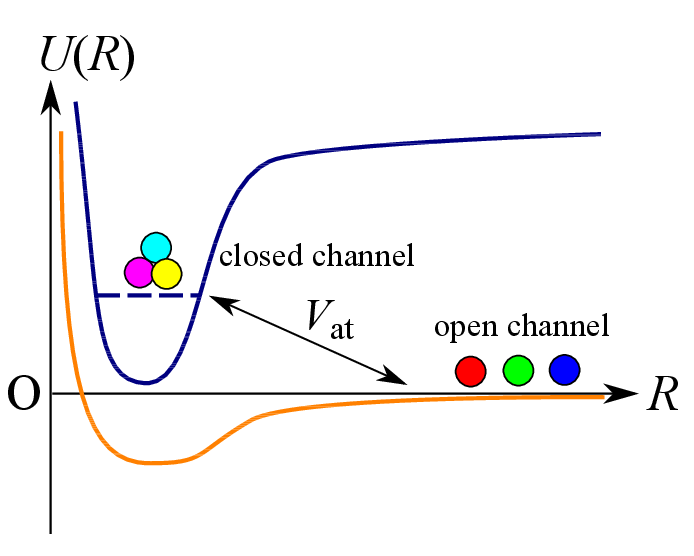 U(R)
closed channel
V_at
open channel
O
R